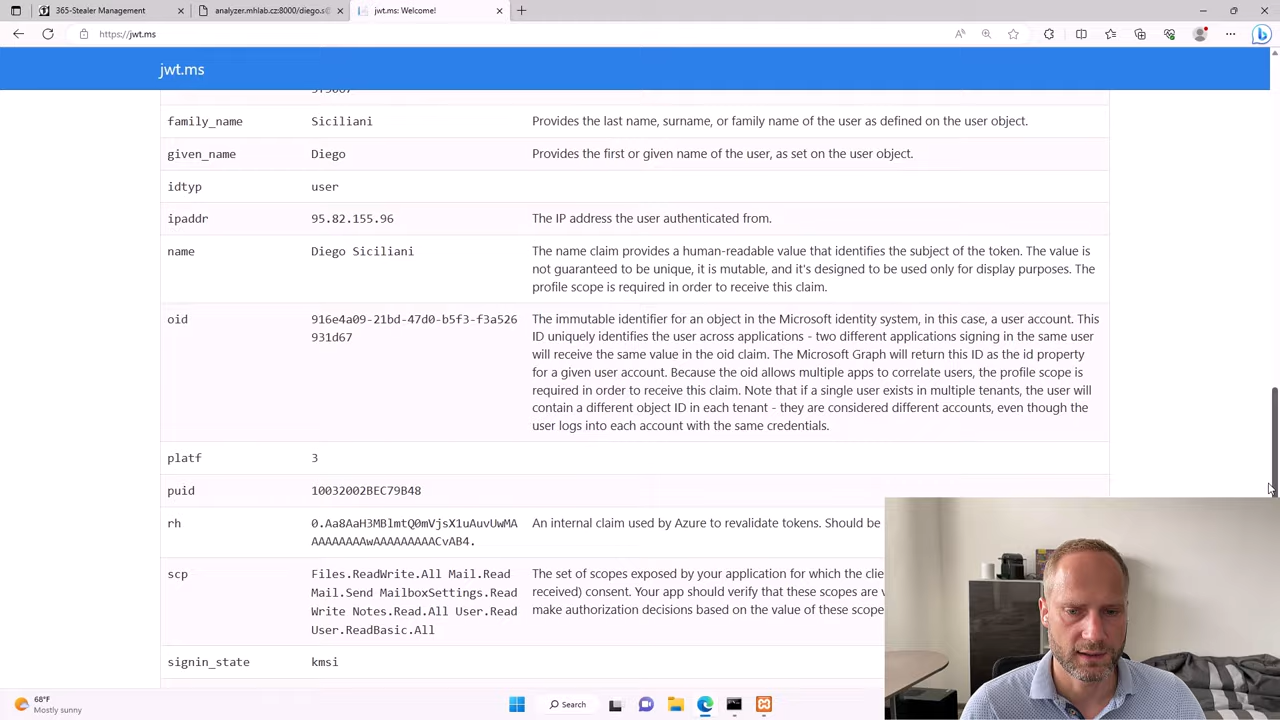 365-Stealer Management
analyzer.mhlab.cz:8000/diego.s
jwt.ms: Welcome!
https://jwt.ms
jwt.ms
family_name Siciliani Provides the last name, surname, or family name of the user as defined on the user object.
given_name Diego Provides the first or given name of the user, as set on the user object.
idtyp user
ipaddr 95.82.155.96 The IP address the user authenticated from.
name Diego Siciliani The name claim provides a human-readable value that identifies the subject of the token. The value is
not guaranteed to be unique, it is mutable, and it's designed to be used only for display purposes. The
profile scope is required in order to receive this claim.
oid 916e4a09-21bd-47d0-b5f3-f3a526 The immutable identifier for an object in the Microsoft identity system, in this case, a user account. This
931d67 ID uniquely identifies the user across applications - two different applications signing in the same user
will receive the same value in the oid claim. The Microsoft Graph will return this ID as the id property
for a given user account. Because the oid allows multiple apps to correlate users, the profile scope is
required in order to receive this claim. Note that if a single user exists in multiple tenants, the user will
contain a different object ID in each tenant - they are considered different accounts, even though the
user logs into each account with the same credentials.
platf 3
puid 10032002BEC79B48
rh 0.Aa8AaH3MBlmtQ0mVjsX1uAuvUwMA An internal claim used by Azure to revalidate tokens. Should be
AAAAAAAAwAAAAAAAAACvAB4.
scp Files.ReadWrite.All Mail.Read The set of scopes exposed by your application for which the clie
Mail.Send MailboxSettings.Read received) consent. Your app should verify that these scopes are v
Write Notes.Read.All User.Read make authorization decisions based on the value of these scope
User.ReadBasic.All
signin_state kmsi
68°F
Mostly sunny
Search